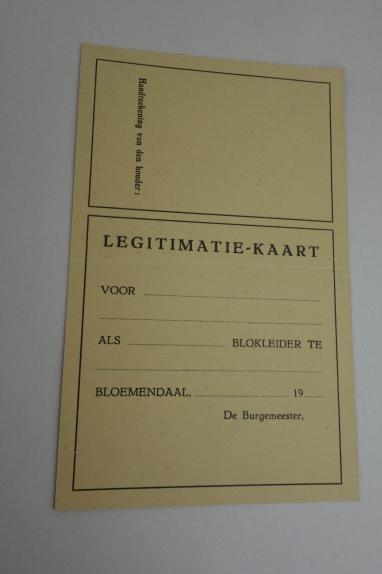 Handteekening van den houder:
LEGITIMATIE-KAART
VOOR
ALS BLOKLEIDER TE
BLOEMENDAAL, 19
De Burgemeester,